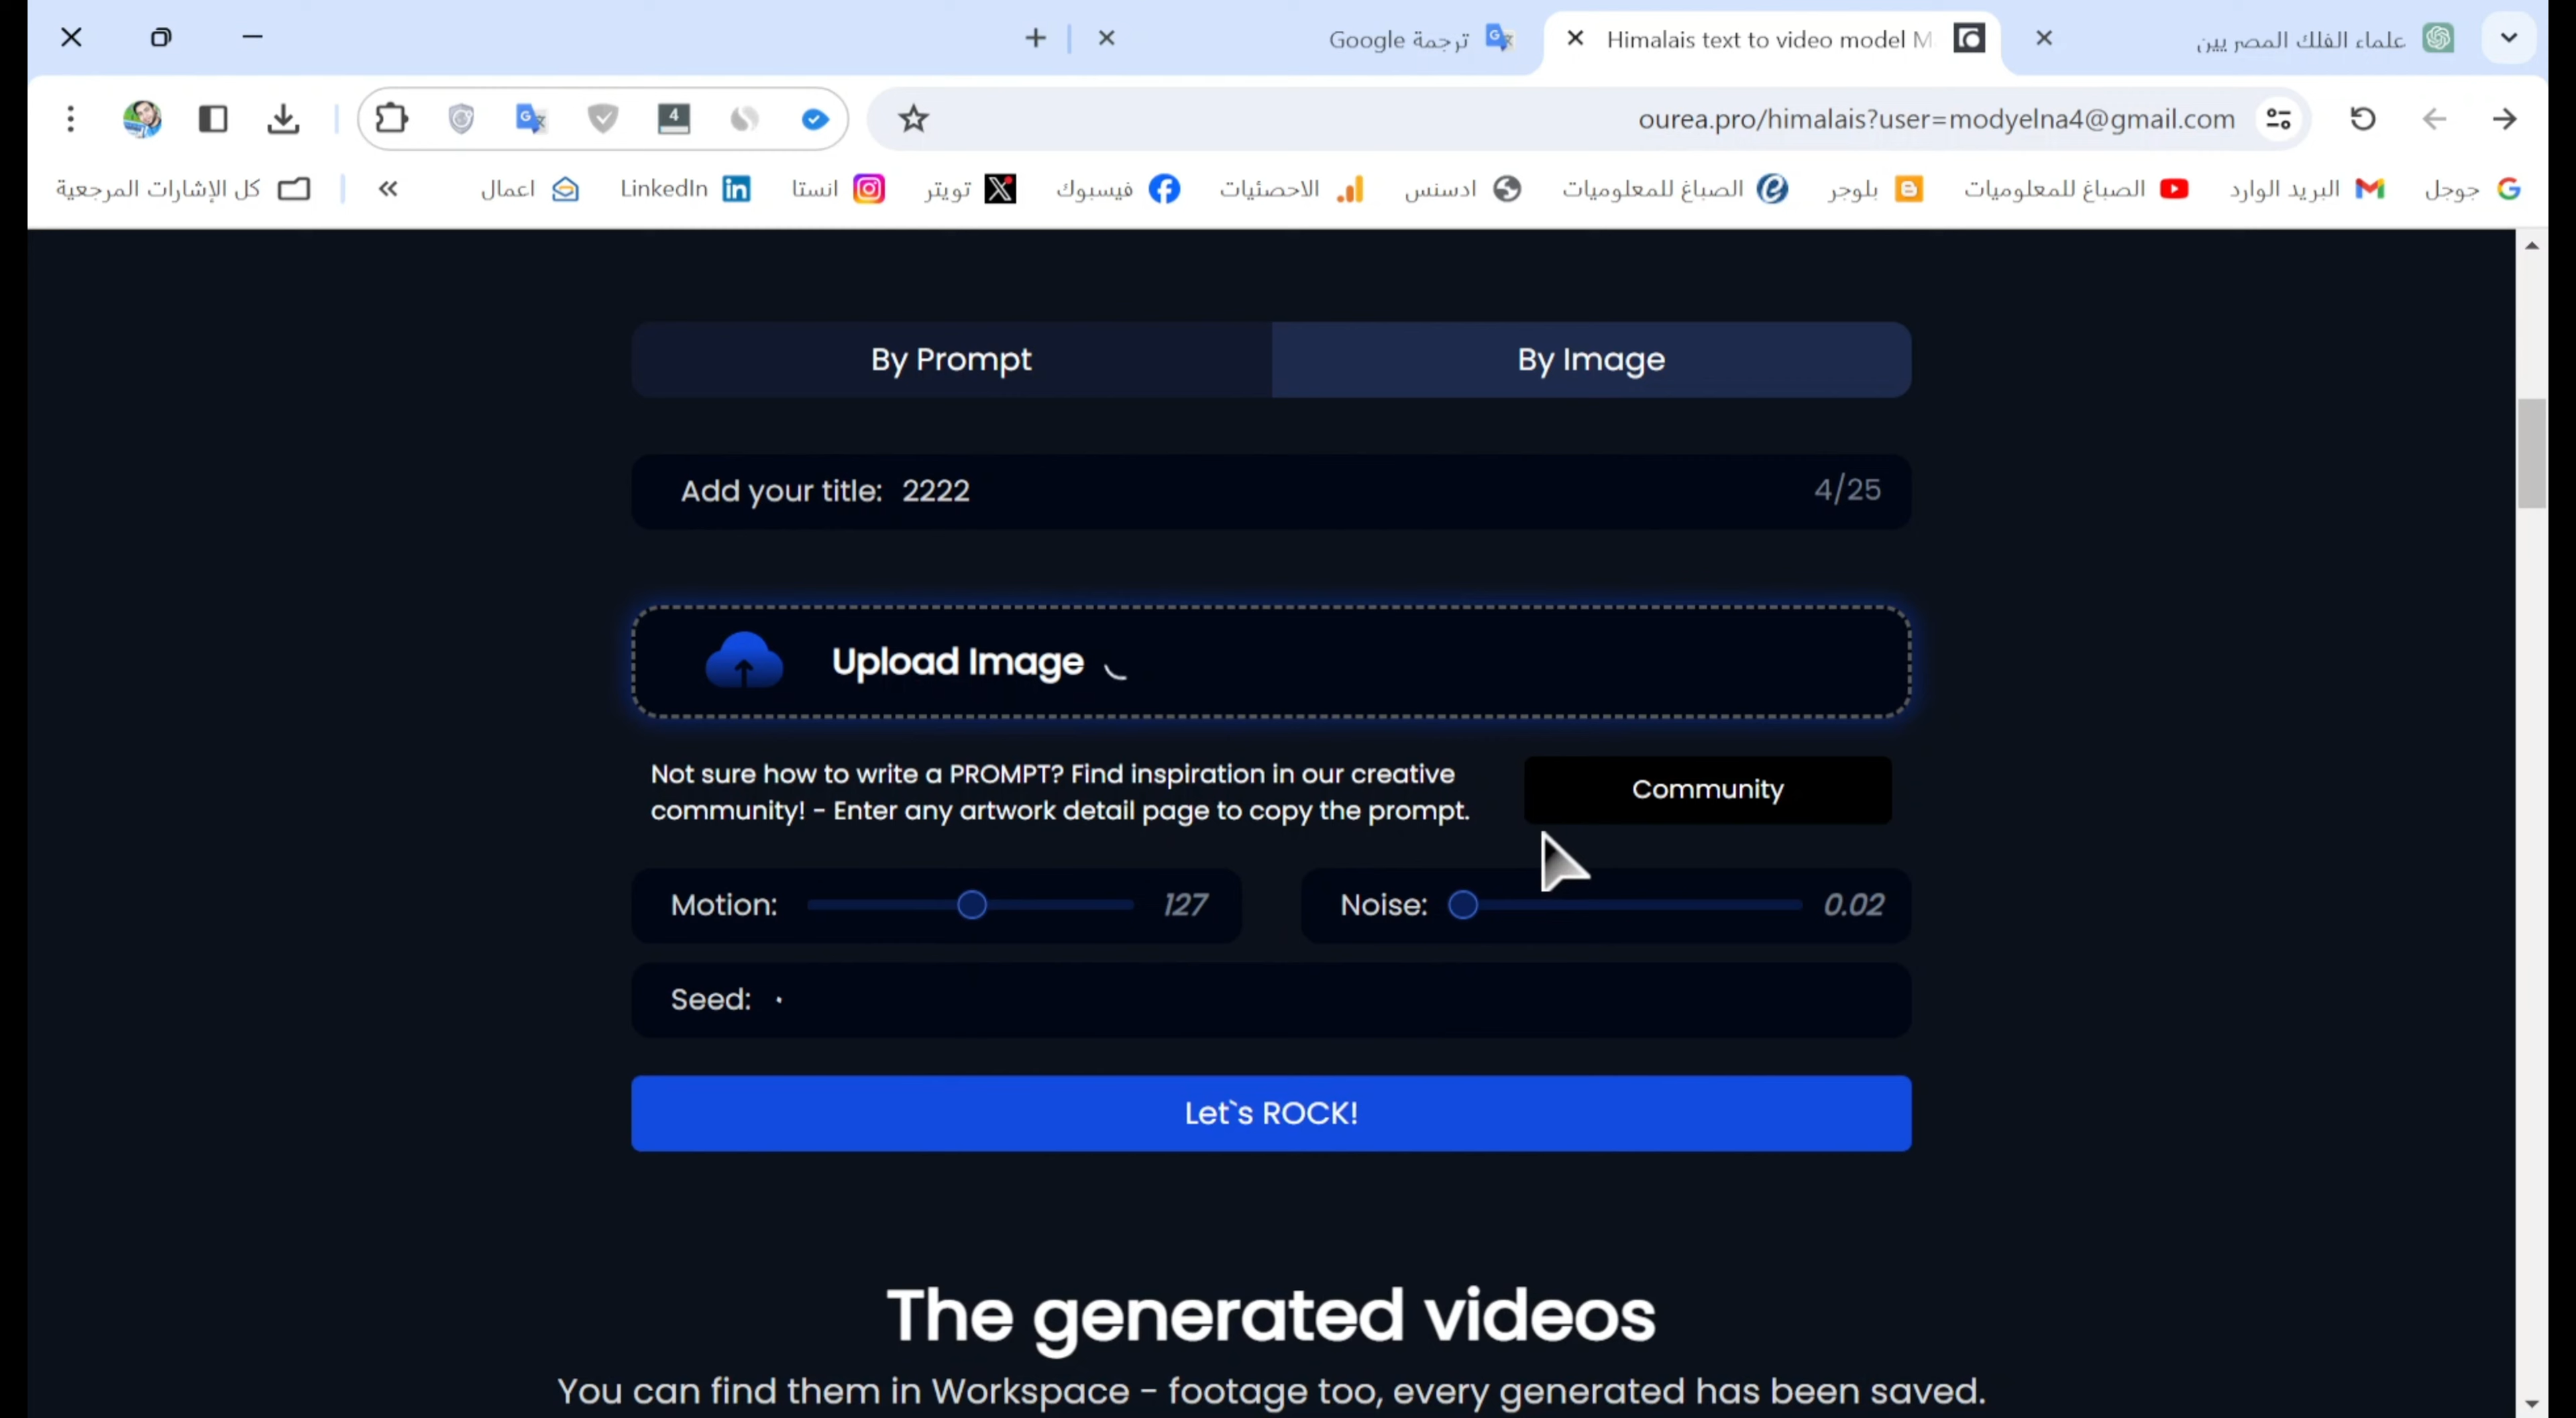 علماء الفلك المصريين
Himalais text to video model M
ترجمة Google
ourea.pro/himalais?user=modyelna4@gmail.com
4
جوجل
البريد الوارد
الصباغ للمعلوميات
بلوجر
الصباغ للمعلوميات
ادسنس
الاحصئيات
فيسبوك
تويتر
انستا
LinkedIn
اعمال
كل الإشارات المرجعية
By Prompt
By Image
Add your title: 2222
4/25
Upload Image
Not sure how to write a PROMPT? Find inspiration in our creative
community! - Enter any artwork detail page to copy the prompt.
Community
Motion: 127
Noise: 0.02
Seed:
Let`s ROCK!
The generated videos
You can find them in Workspace - footage too, every generated has been saved.